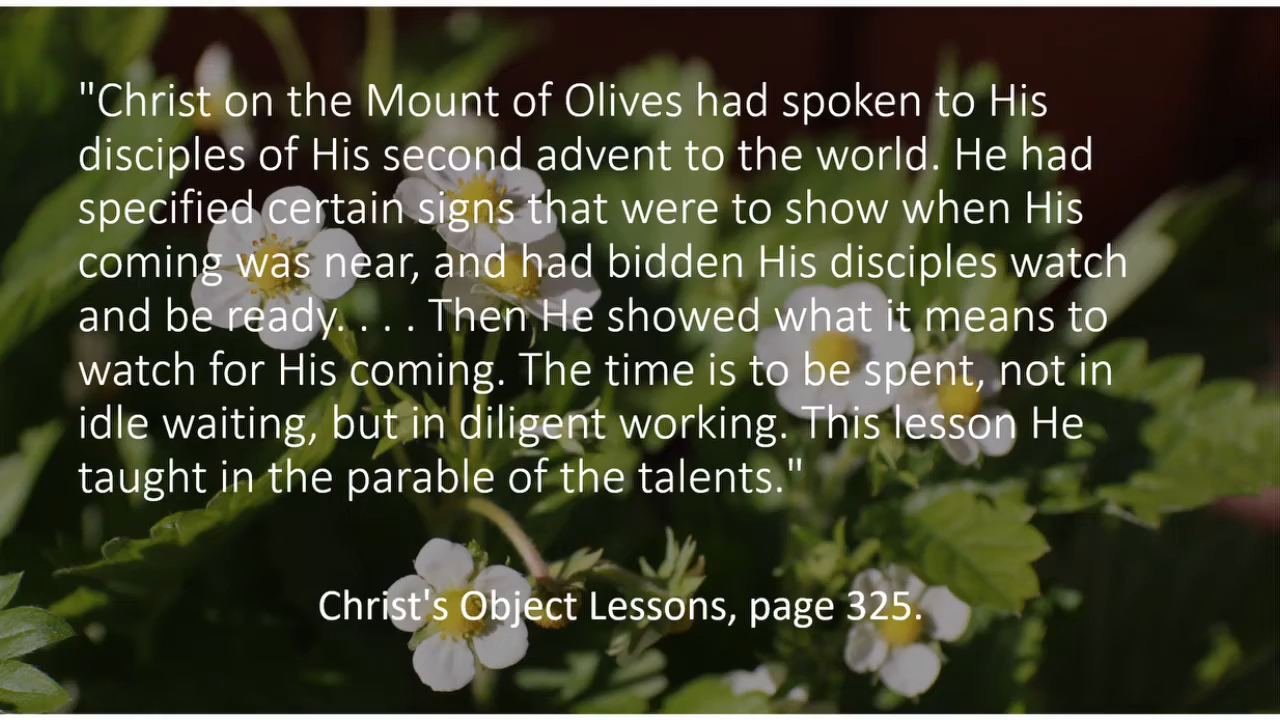 "Christ on the Mount of Olives had spoken to His
disciples of His second advent to the world. He had
specified certain signs that were to show when His
coming was near, and had bidden His disciples watch
and be ready. . . . Then He showed what it means to
watch for His coming. The time is to be spent, not in
idle waiting, but in diligent working. This lesson He
taught in the parable of the talents."
Christ's Object Lessons, page 325.